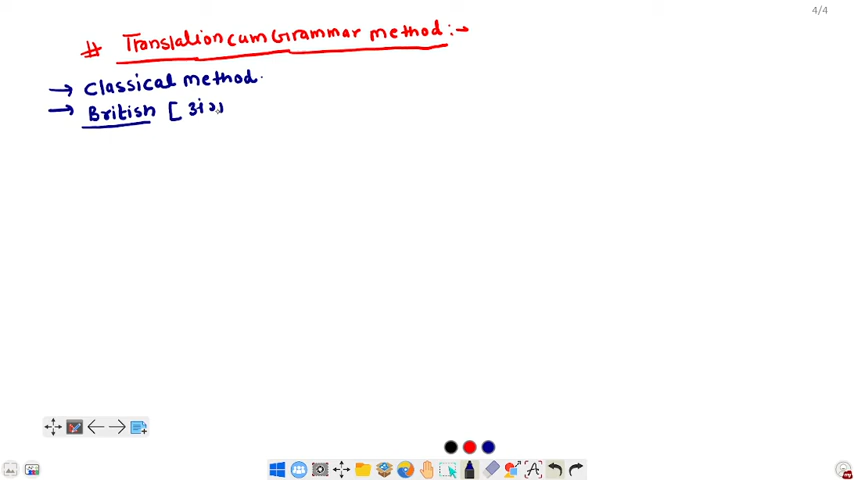 4/4
# Translation cum Grammar method :→
→ Classical method.
→ British [